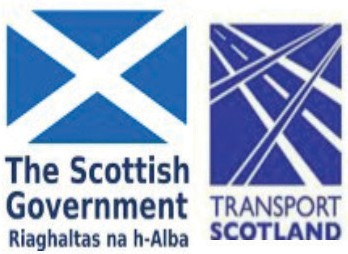 The Scottish
Government
Riaghaltas na h-Alba
TRANSPORT
SCOTLAND